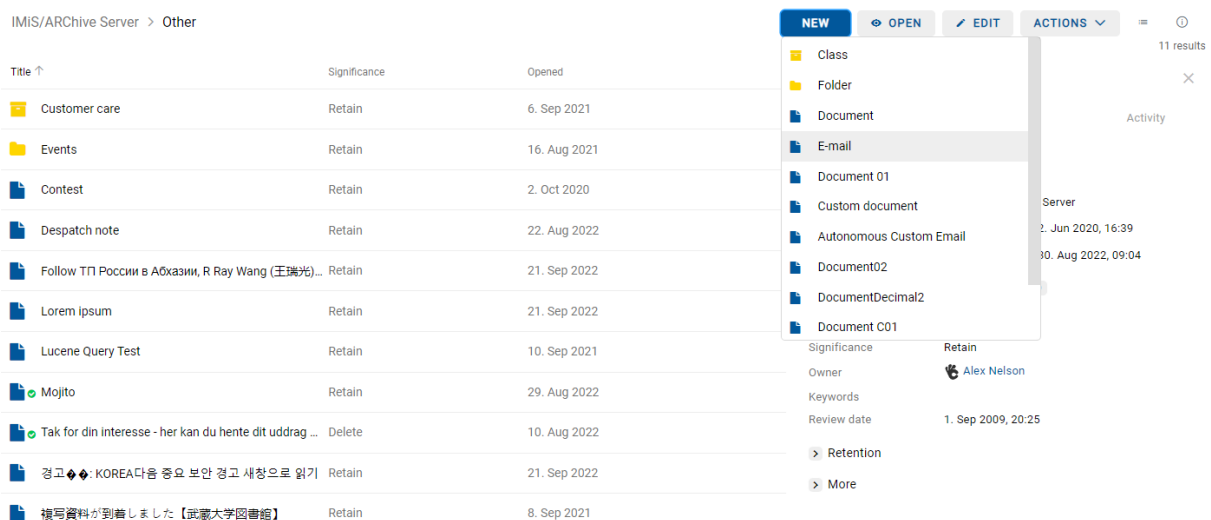 IMiS/ARChive Server > Other
NEW
OPEN
EDIT
ACTIONS
11 results
Title ↑ Significance Opened
Customer care Retain 6. Sep 2021
Events Retain 16. Aug 2021
Contest Retain 2. Oct 2020
Despatch note Retain 22. Aug 2022
Follow ТП России в Абхазии, R Ray Wang (王瑞光)... Retain 21. Sep 2022
Lorem ipsum Retain 21. Sep 2022
Lucene Query Test Retain 10. Sep 2021
Mojito Retain 29. Aug 2022
Tak for din interesse - her kan du hente dit uddrag ... Delete 10. Aug 2022
경고��: KOREA다음 중요 보안 경고 새창으로 읽기 Retain 21. Sep 2022
複写資料が到着しました【武蔵大学図書館】 Retain 8. Sep 2021
Class
Folder
Document
E-mail
Document 01
Custom document
Autonomous Custom Email
Document02
DocumentDecimal2
Document C01
Activity
Server
2. Jun 2020, 16:39
30. Aug 2022, 09:04
Significance Retain
Owner Alex Nelson
Keywords
Review date 1. Sep 2009, 20:25
Retention
More